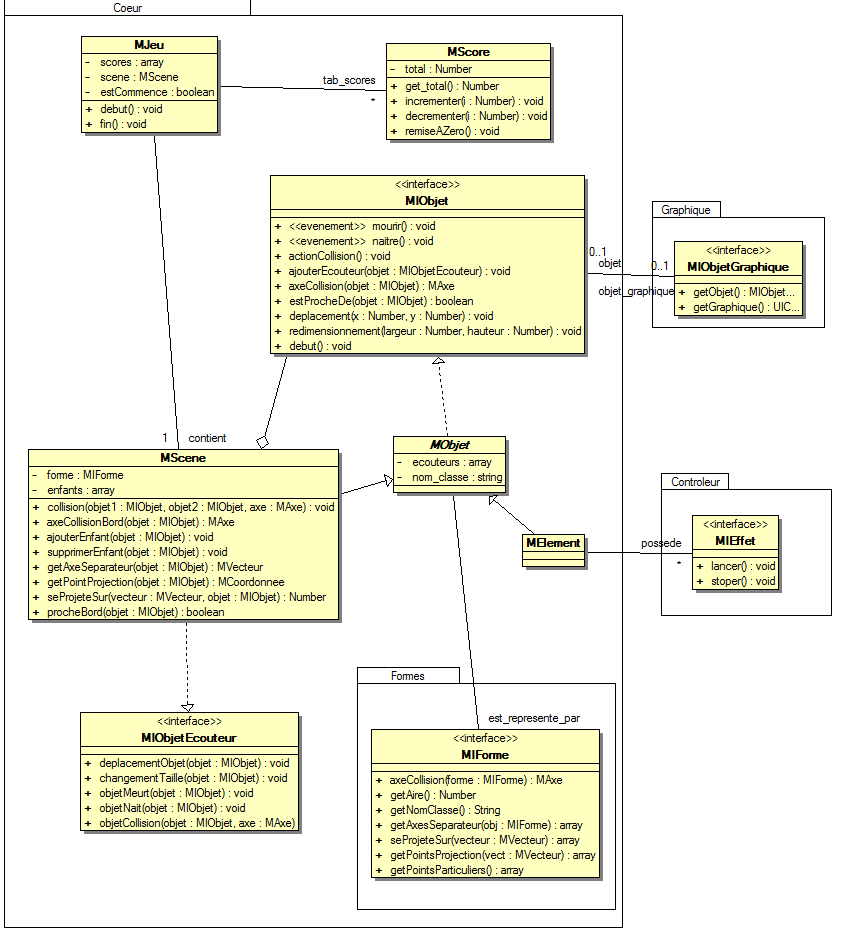 Coeur
MJeu
- scores : array
- scene : MScene
- estCommence : boolean
+ debut() : void
+ fin() : void
tab_scores
*
MScore
- total : Number
+ get_total() : Number
+ incrementer(i : Number) : void
+ decrementer(i : Number) : void
+ remiseAZero() : void
<<interface>>
MIObjet
+ <<evenement>> mourir() : void
+ <<evenement>> naitre() : void
+ actionCollision() : void
+ ajouterEcouteur(objet : MIObjetEcouteur) : void
+ axeCollision(objet : MIObjet) : MAxe
+ estProcheDe(objet : MIObjet) : boolean
+ deplacement(x : Number, y : Number) : void
+ redimensionnement(largeur : Number, hauteur : Number) : void
+ debut() : void
0..1
objet
0..1
objet_graphique
Graphique
<<interface>>
MIObjetGraphique
+ getObjet() : MIObjet...
+ getGraphique() : UIC...
1 contient
MScene
- forme : MIForme
- enfants : array
+ collision(objet1 : MIObjet, objet2 : MIObjet, axe : MAxe) : void
+ axeCollisionBord(objet : MIObjet) : MAxe
+ ajouterEnfant(objet : MIObjet) : void
+ supprimerEnfant(objet : MIObjet) : void
+ getAxeSeparateur(objet : MIObjet) : MVecteur
+ getPointProjection(objet : MIObjet) : MCoordonnee
+ seProjeteSur(vecteur : MVecteur, objet : MIObjet) : Number
+ procheBord(objet : MIObjet) : boolean
MObjet
- ecouteurs : array
- nom_classe : string
MElement
possede
*
Controleur
<<interface>>
MIEffet
+ lancer() : void
+ stoper() : void
<<interface>>
MIObjetEcouteur
+ deplacementObjet(objet : MIObjet) : void
+ changementTaille(objet : MIObjet) : void
+ objetMeurt(objet : MIObjet) : void
+ objetNait(objet : MIObjet) : void
+ objetCollision(objet : MIObjet, axe : MAxe)
Formes
est_represente_par
<<interface>>
MIForme
+ axeCollision(forme : MIForme) : MAxe
+ getAire() : Number
+ getNomClasse() : String
+ getAxesSeparateur(obj : MIForme) : array
+ seProjeteSur(vecteur : MVecteur) : array
+ getPointsProjection(vect : MVecteur) : array
+ getPointsParticuliers() : array